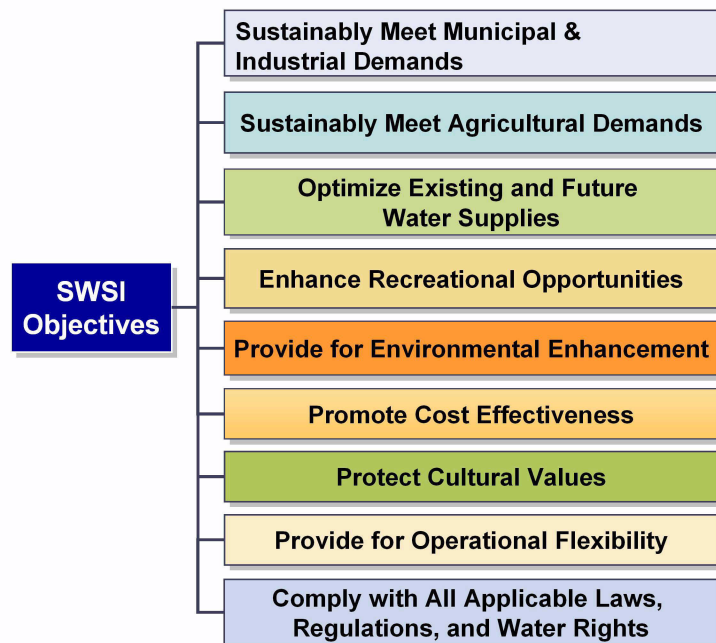 Sustainably Meet Municipal &
Industrial Demands
Sustainably Meet Agricultural Demands
Optimize Existing and Future
Water Supplies
Enhance Recreational Opportunities
SWSI
Objectives
Provide for Environmental Enhancement
Promote Cost Effectiveness
Protect Cultural Values
Provide for Operational Flexibility
Comply with All Applicable Laws,
Regulations, and Water Rights